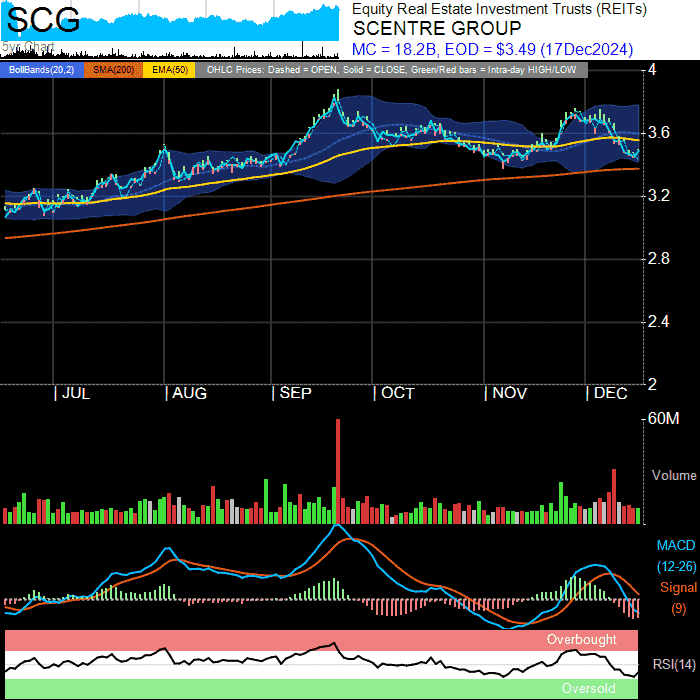 SCG
Equity Real Estate Investment Trusts (REITs)
SCENTRE GROUP
MC = 18.2B, EOD = $3.49 (17Dec2024)
5yr Chart
BollBands(20,2) SMA(200) EMA(50) OHLC Prices: Dashed = OPEN, Solid = CLOSE, Green/Red bars = Intra-day HIGH/LOW
4
3.6
3.2
2.8
2.4
2
| JUL | AUG | SEP | OCT | NOV | DEC
60M
Volume
MACD
(12-26)
Signal
(9)
Overbought
RSI(14)
Oversold